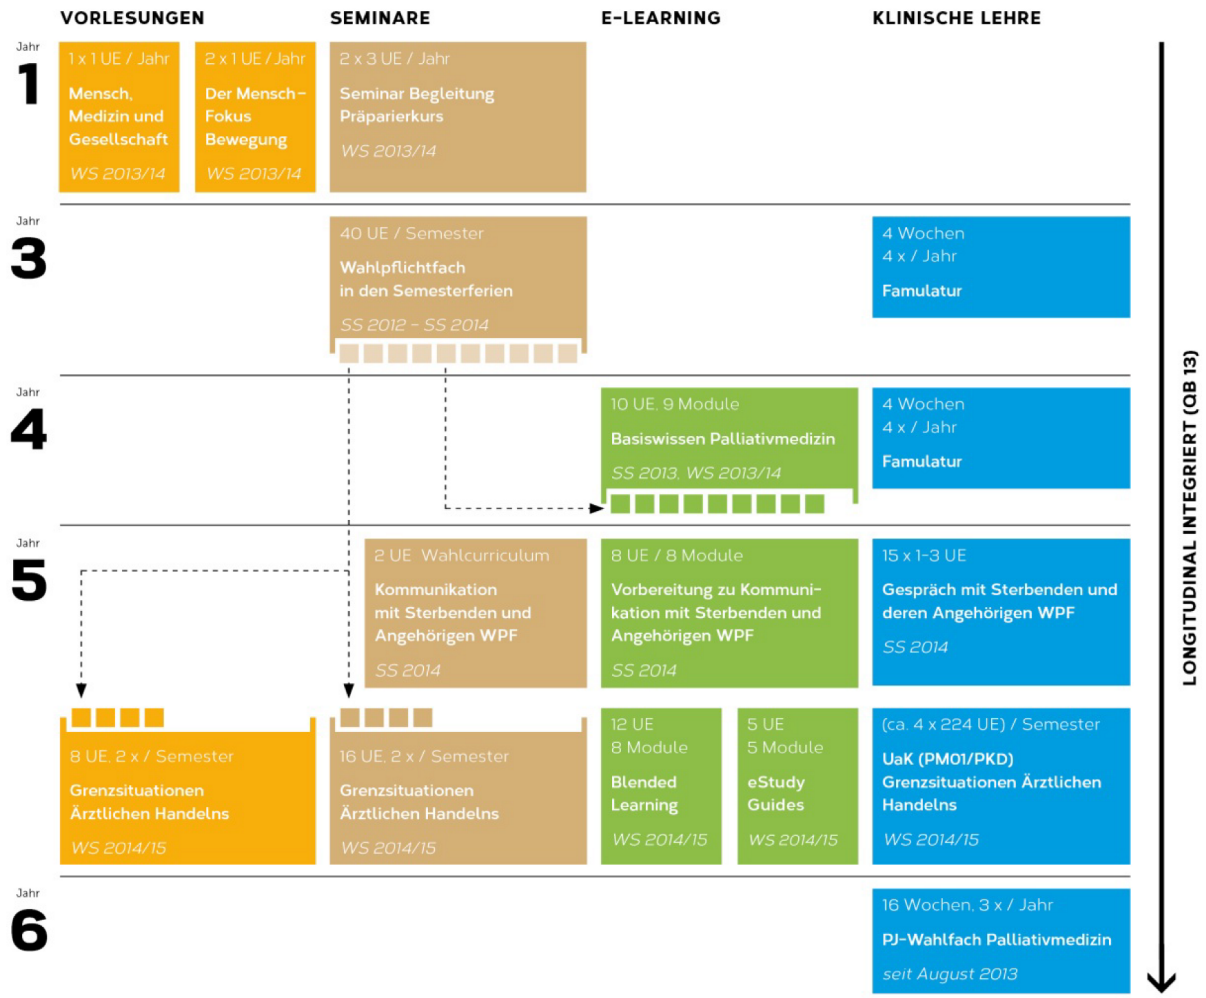 VORLESUNGEN
SEMINARE
E-LEARNING
KLINISCHE LEHRE
Jahr
1
1 x 1 UE / Jahr
Mensch,
Medizin und
Gesellschaft
WS 2013/14
2 x 1 UE / Jahr
Der Mensch –
Fokus
Bewegung
WS 2013/14
2 x 3 UE / Jahr
Seminar Begleitung
Präparierkurs
WS 2013/14
Jahr
3
40 UE / Semester
Wahlpflichtfach
in den Semesterferien
SS 2012 – SS 2014
4 Wochen
4 x / Jahr
Famulatur
Jahr
4
10 UE, 9 Module
Basiswissen Palliativmedizin
SS 2013, WS 2013/14
4 Wochen
4 x / Jahr
Famulatur
Jahr
5
2 UE Wahlcurriculum
Kommunikation
mit Sterbenden und
Angehörigen WPF
SS 2014
8 UE / 8 Module
Vorbereitung zu Kommuni-
kation mit Sterbenden und
Angehörigen WPF
SS 2014
15 x 1–3 UE
Gespräch mit Sterbenden und
deren Angehörigen WPF
SS 2014
8 UE, 2 x / Semester
Grenzsituationen
Ärztlichen Handelns
WS 2014/15
16 UE, 2 x / Semester
Grenzsituationen
Ärztlichen Handelns
WS 2014/15
12 UE
8 Module
Blended
Learning
WS 2014/15
5 UE
5 Module
eStudy
Guides
WS 2014/15
(ca. 4 x 224 UE) / Semester
UaK (PM01/PKD)
Grenzsituationen Ärztlichen
Handelns
WS 2014/15
Jahr
6
16 Wochen, 3 x / Jahr
PJ-Wahlfach Palliativmedizin
seit August 2013
LONGITUDINAL INTEGRIERT (QB 13)